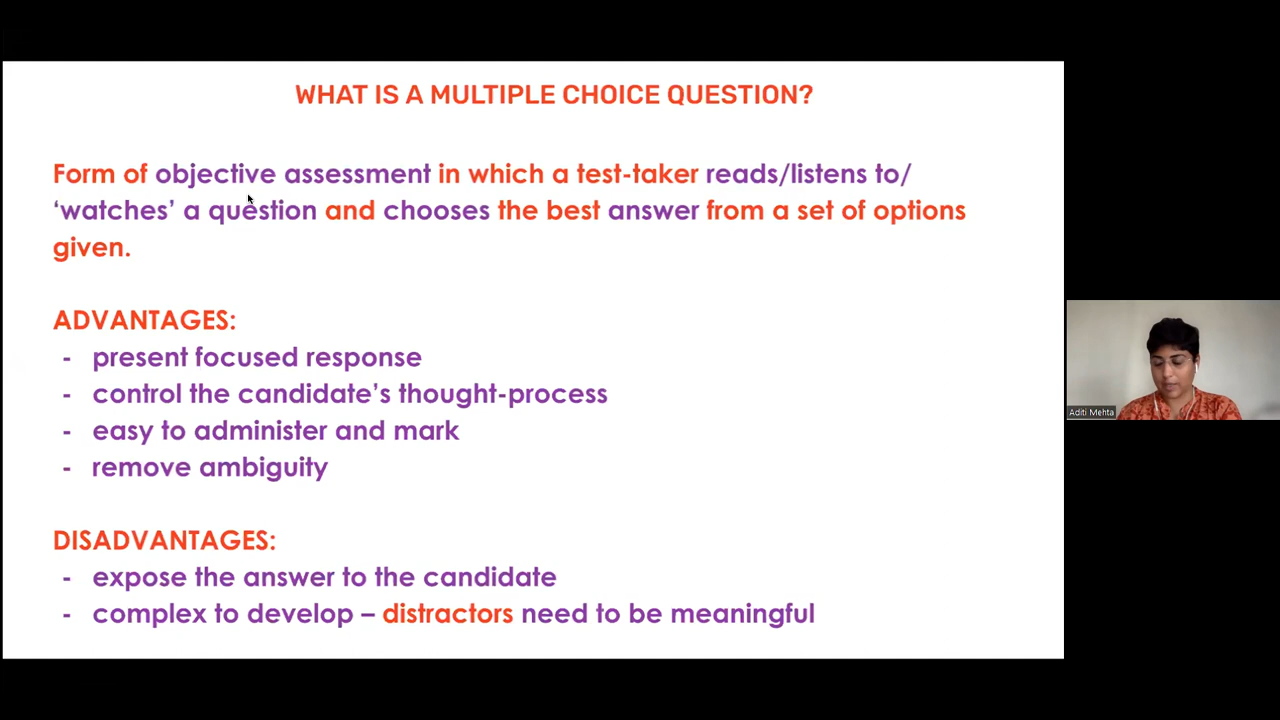 WHAT IS A MULTIPLE CHOICE QUESTION?
Form of objective assessment in which a test-taker reads/listens to/
‘watches’ a question and chooses the best answer from a set of options
given.
ADVANTAGES:
- present focused response
- control the candidate’s thought-process
- easy to administer and mark
- remove ambiguity
DISADVANTAGES:
- expose the answer to the candidate
- complex to develop – distractors need to be meaningful
Aditi Mehta